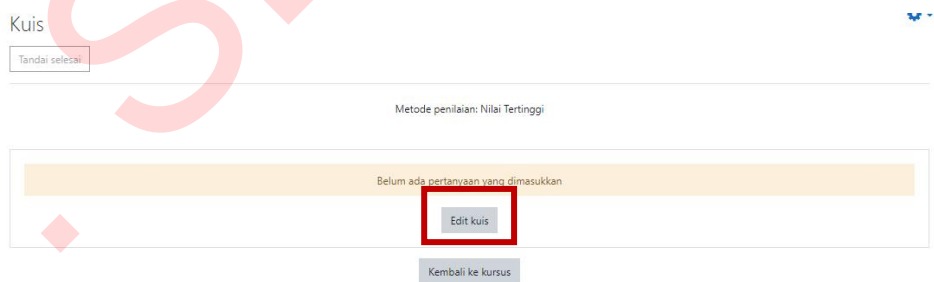 Kuis
Tandai selesai
Metode penilaian: Nilai Tertinggi
Belum ada pertanyaan yang dimasukkan
Edit kuis
Kembali ke kursus